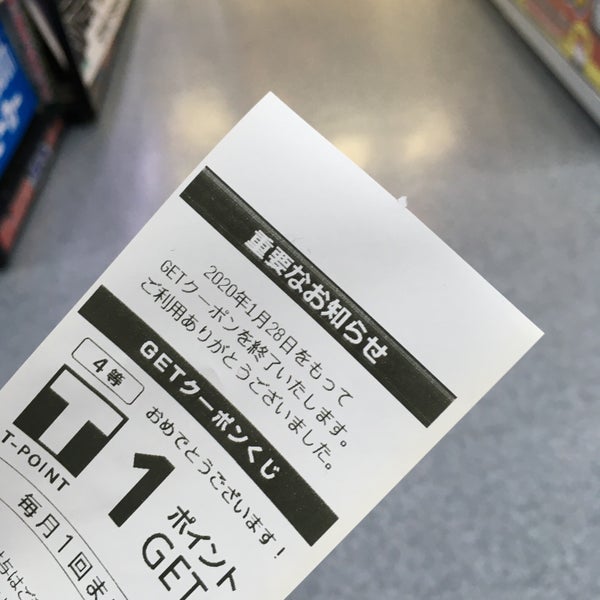 重要なお知らせ
2020年1月28日をもって
GETクーポンを終了いたします。
ご利用ありがとうございました。
GETクーポンくじ
4等
おめでとうございます!
T-POINT
1
ポイント
GET
毎月1回ま